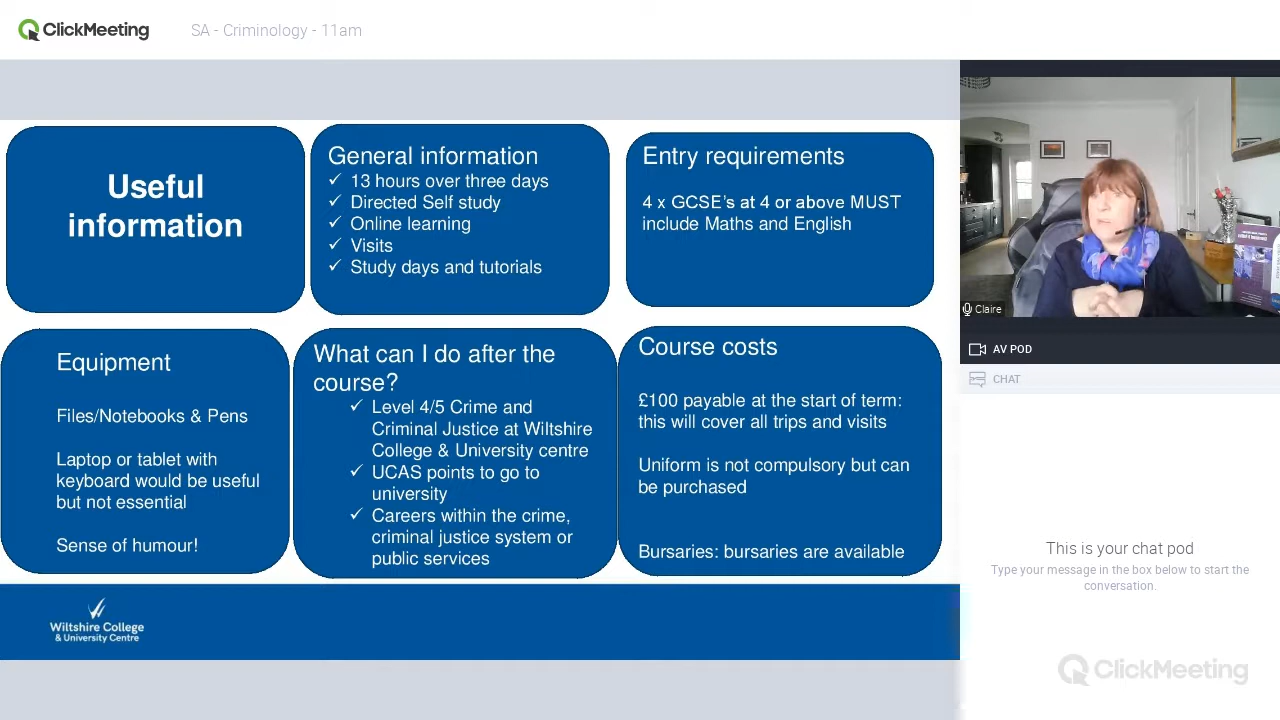 ClickMeeting
SA - Criminology - 11am
Useful
information
General information
✓ 13 hours over three days
✓ Directed Self study
✓ Online learning
✓ Visits
✓ Study days and tutorials
Entry requirements
4 x GCSE's at 4 or above MUST
include Maths and English
Equipment
Files/Notebooks & Pens
Laptop or tablet with
keyboard would be useful
but not essential
Sense of humour!
What can I do after the
course?
✓ Level 4/5 Crime and
Criminal Justice at Wiltshire
College & University centre
✓ UCAS points to go to
university
✓ Careers within the crime,
criminal justice system or
public services
Course costs
£100 payable at the start of term:
this will cover all trips and visits
Uniform is not compulsory but can
be purchased
Bursaries: bursaries are available
Wiltshire College
& University Centre
Claire
AV POD
CHAT
This is your chat pod
Type your message in the box below to start the
conversation.
ClickMeeting